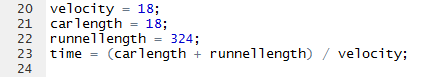 20 velocity = 18;
21 carlength = 18;
22 runnellength = 324;
23 time = (carlength + runnellength) / velocity;
24